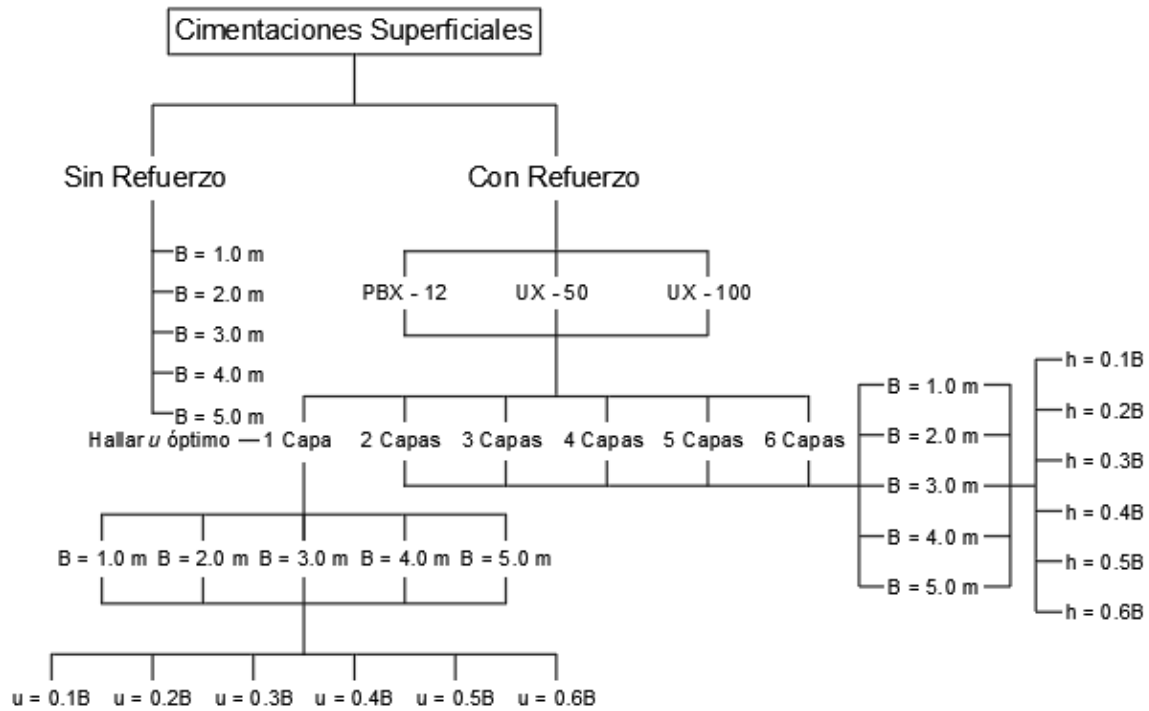 Cimentaciones Superficiales
Sin Refuerzo
Con Refuerzo
B = 1.0 m
B = 2.0 m
B = 3.0 m
B = 4.0 m
B = 5.0 m
PBX - 12
UX - 50
UX - 100
Hallar u óptimo
1 Capa
2 Capas
3 Capas
4 Capas
5 Capas
6 Capas
B = 1.0 m
B = 2.0 m
B = 3.0 m
B = 4.0 m
B = 5.0 m
h = 0.1B
h = 0.2B
h = 0.3B
h = 0.4B
h = 0.5B
h = 0.6B
B = 1.0 m
B = 2.0 m
B = 3.0 m
B = 4.0 m
B = 5.0 m
u = 0.1B
u = 0.2B
u = 0.3B
u = 0.4B
u = 0.5B
u = 0.6B